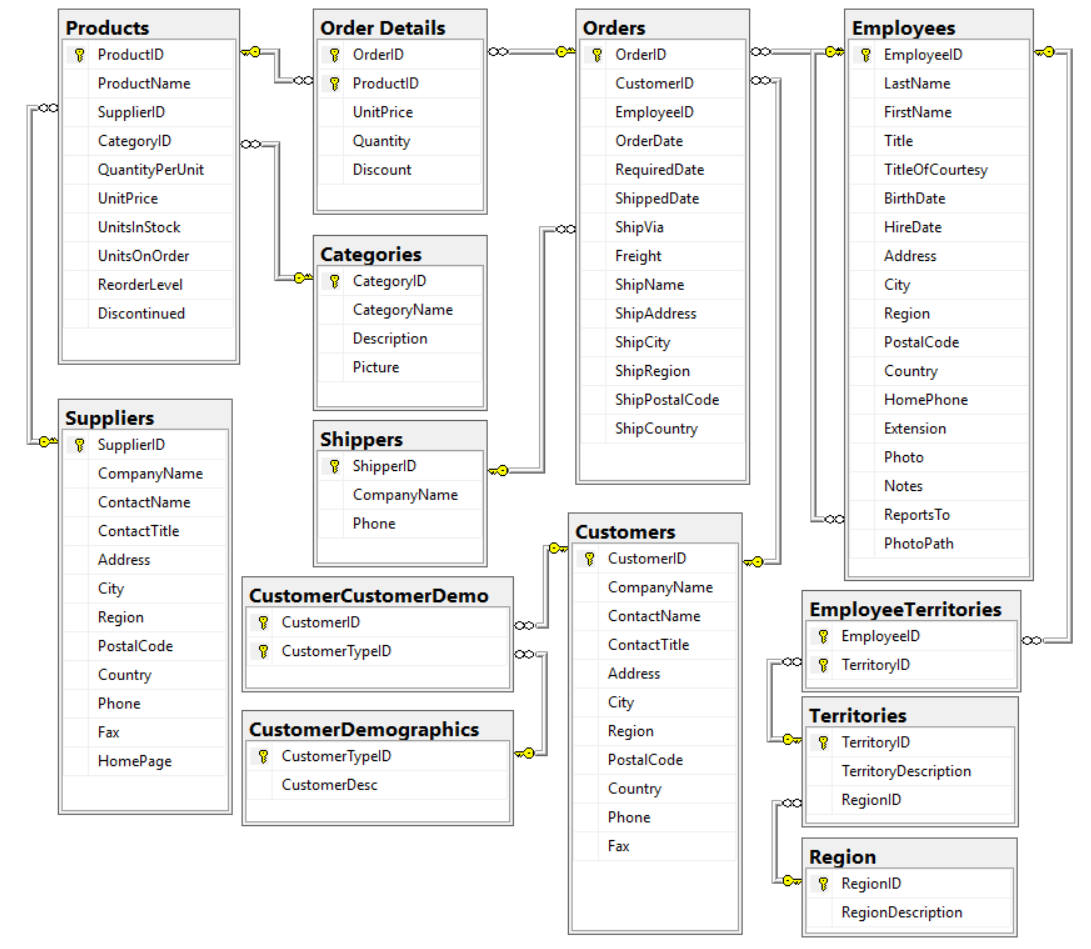 Products
ProductID
ProductName
SupplierID
CategoryID
QuantityPerUnit
UnitPrice
UnitsInStock
UnitsOnOrder
ReorderLevel
Discontinued
Order Details
OrderID
ProductID
UnitPrice
Quantity
Discount
Orders
OrderID
CustomerID
EmployeeID
OrderDate
RequiredDate
ShippedDate
ShipVia
Freight
ShipName
ShipAddress
ShipCity
ShipRegion
ShipPostalCode
ShipCountry
Employees
EmployeeID
LastName
FirstName
Title
TitleOfCourtesy
BirthDate
HireDate
Address
City
Region
PostalCode
Country
HomePhone
Extension
Photo
Notes
ReportsTo
PhotoPath
Categories
CategoryID
CategoryName
Description
Picture
Suppliers
SupplierID
CompanyName
ContactName
ContactTitle
Address
City
Region
PostalCode
Country
Phone
Fax
HomePage
Shippers
ShipperID
CompanyName
Phone
Customers
CustomerID
CompanyName
ContactName
ContactTitle
Address
City
Region
PostalCode
Country
Phone
Fax
CustomerCustomerDemo
CustomerID
CustomerTypeID
CustomerDemographics
CustomerTypeID
CustomerDesc
EmployeeTerritories
EmployeeID
TerritoryID
Territories
TerritoryID
TerritoryDescription
RegionID
Region
RegionID
RegionDescription